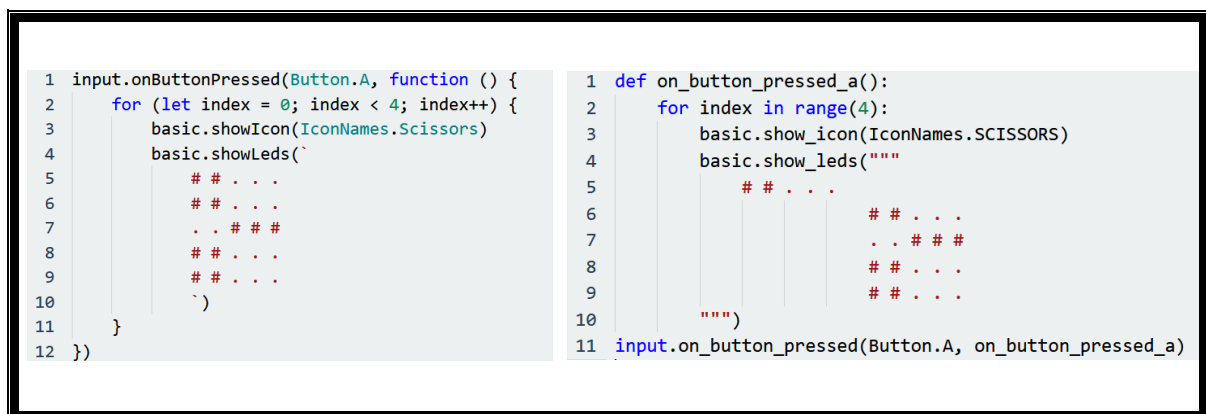 1 input.onButtonPressed(Button.A, function () {
2     for (let index = 0; index < 4; index++) {
3         basic.showIcon(IconNames.Scissors)
4         basic.showLeds(`
5             # # . . .
6             # # . . .
7             . . # # #
8             # # . . .
9             # # . . .
10             `)
11     }
12 })
1 def on_button_pressed_a():
2     for index in range(4):
3         basic.show_icon(IconNames.SCISSORS)
4         basic.show_leds("""
5             # # . . .
6                         # # . . .
7                         . . # # #
8                         # # . . .
9                         # # . . .
10         """)
11 input.on_button_pressed(Button.A, on_button_pressed_a)